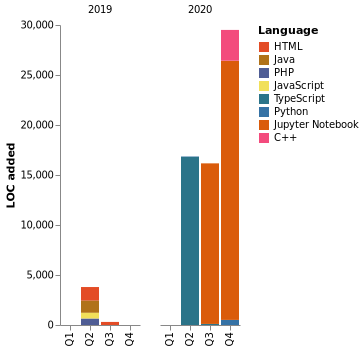 2019
2020
LOC added
30,000
25,000
20,000
15,000
10,000
5,000
0
Q1
Q2
Q3
Q4
Q1
Q2
Q3
Q4
Language
HTML
Java
PHP
JavaScript
TypeScript
Python
Jupyter Notebook
C++